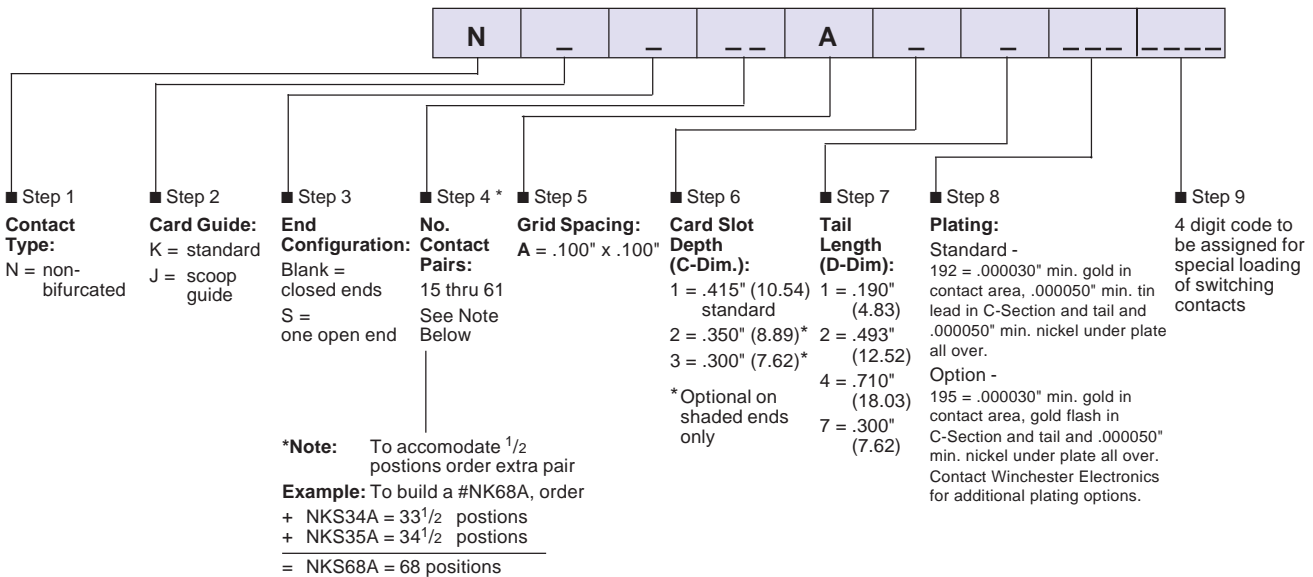 N _ _ _ _ A _ _ _ _ _ _ _ _ _
■ Step 1
Contact
Type:
N = non-
bifurcated
■ Step 2
Card Guide:
K = standard
J = scoop
guide
■ Step 3
End
Configuration:
Blank =
closed ends
S =
one open end
■ Step 4 *
No.
Contact
Pairs:
15 thru 61
See Note
Below
*Note: To accomodate 1/2
postions order extra pair
Example: To build a #NK68A, order
+ NKS34A = 33 1/2 postions
+ NKS35A = 34 1/2 postions
= NKS68A = 68 positions
■ Step 5
Grid Spacing:
A = .100" x .100"
■ Step 6
Card Slot
Depth
(C-Dim.):
1 = .415" (10.54)
standard
2 = .350" (8.89)*
3 = .300" (7.62)*
*Optional on
shaded ends
only
■ Step 7
Tail
Length
(D-Dim):
1 = .190"
(4.83)
2 = .493"
(12.52)
4 = .710"
(18.03)
7 = .300"
(7.62)
■ Step 8
Plating:
Standard -
192 = .000030" min. gold in
contact area, .000050" min. tin
lead in C-Section and tail and
.000050" min. nickel under plate
all over.
Option -
195 = .000030" min. gold in
contact area, gold flash in
C-Section and tail and .000050"
min. nickel under plate all over.
Contact Winchester Electronics
for additional plating options.
■ Step 9
4 digit code to
be assigned for
special loading
of switching
contacts